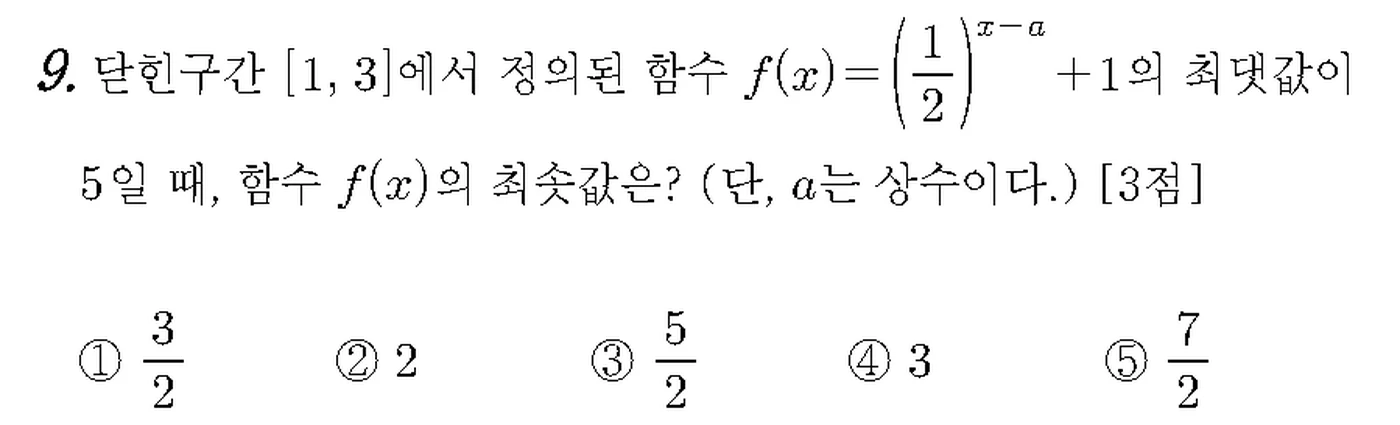 9. 닫힌구간 [1, 3]에서 정의된 함수 f(x)=(1/2)^{x-a}+1의 최댓값이
5일 때, 함수 f(x)의 최솟값은? (단, a는 상수이다.) [3점]
① 3/2 ② 2 ③ 5/2 ④ 3 ⑤ 7/2